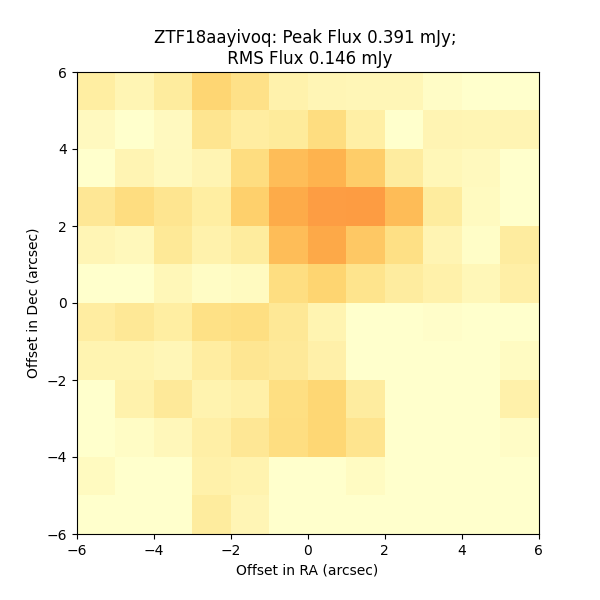 ZTF18aayivoq: Peak Flux 0.391 mJy;
RMS Flux 0.146 mJy
6
4
2
0
−2
−4
−6
Offset in Dec (arcsec)
−6 −4 −2 0 2 4 6
Offset in RA (arcsec)